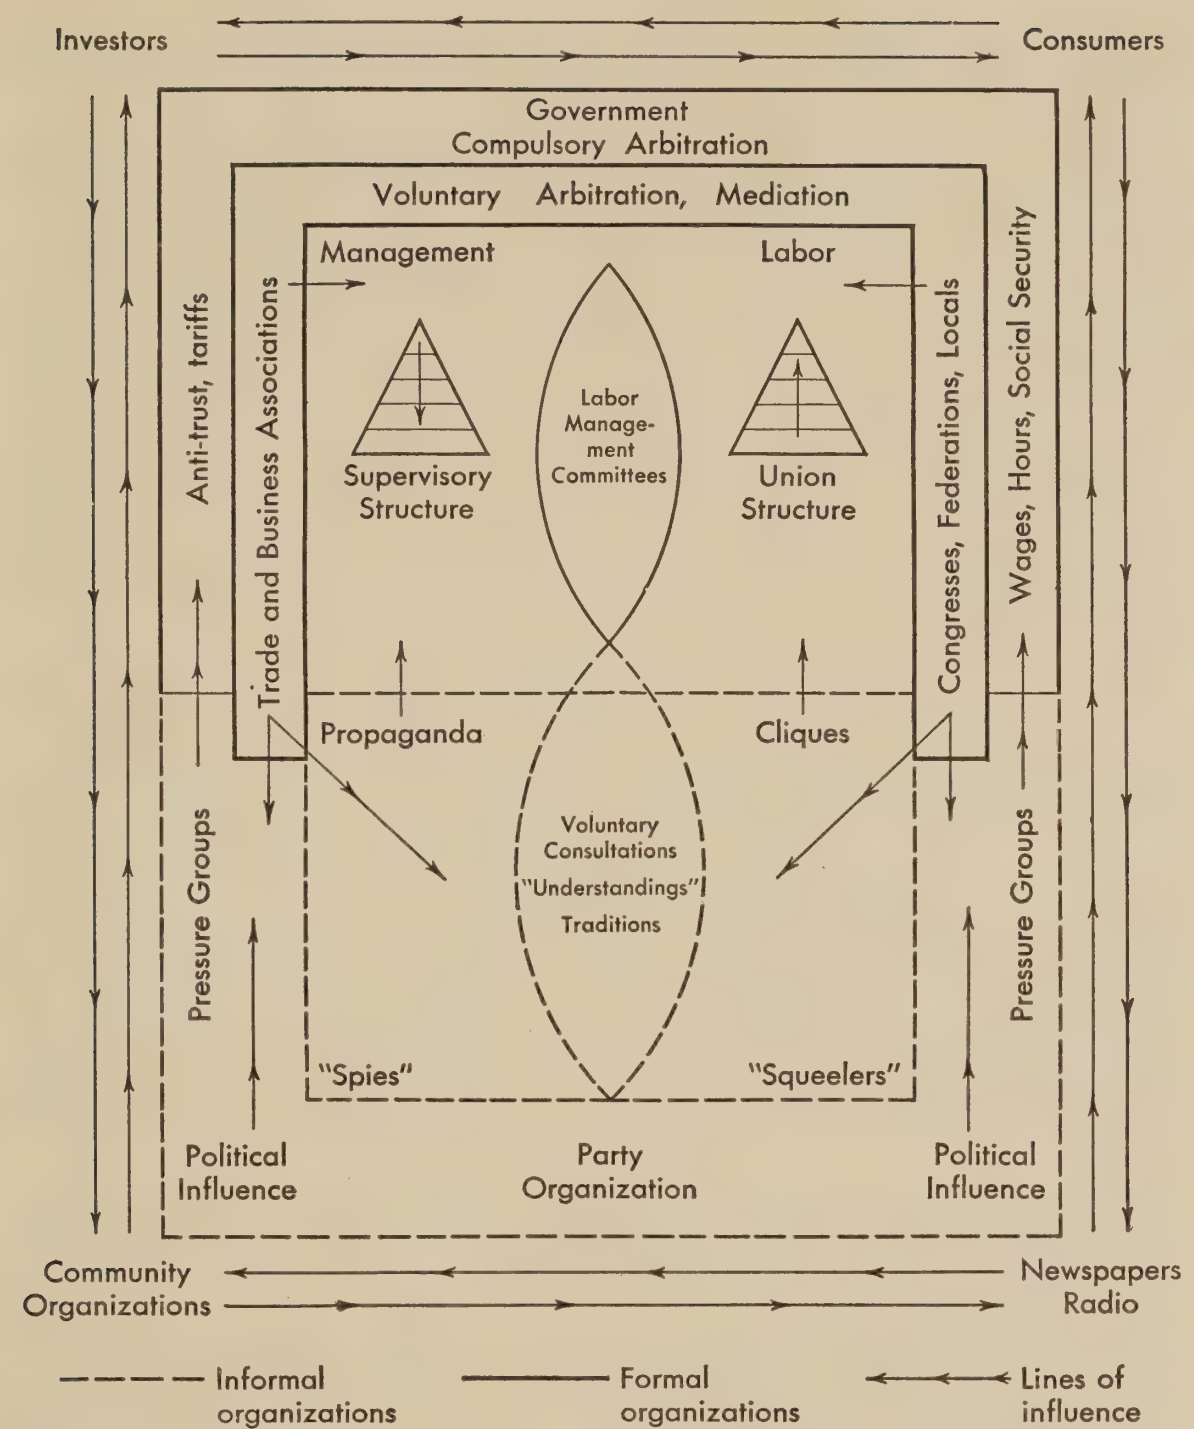 Investors
Consumers
Government
Compulsory Arbitration
Voluntary Arbitration, Mediation
Management
Labor
Anti-trust, tariffs
Trade and Business Associations
Congresses, Federations, Locals
Wages, Hours, Social Security
Labor
Manage-
ment
Committees
Supervisory
Structure
Union
Structure
Propaganda
Cliques
Pressure Groups
Voluntary
Consultations
"Understandings"
Traditions
Pressure Groups
"Spies"
"Squeelers"
Political
Influence
Party
Organization
Political
Influence
Community
Organizations
Newspapers
Radio
Informal
organizations
Formal
organizations
Lines of
influence